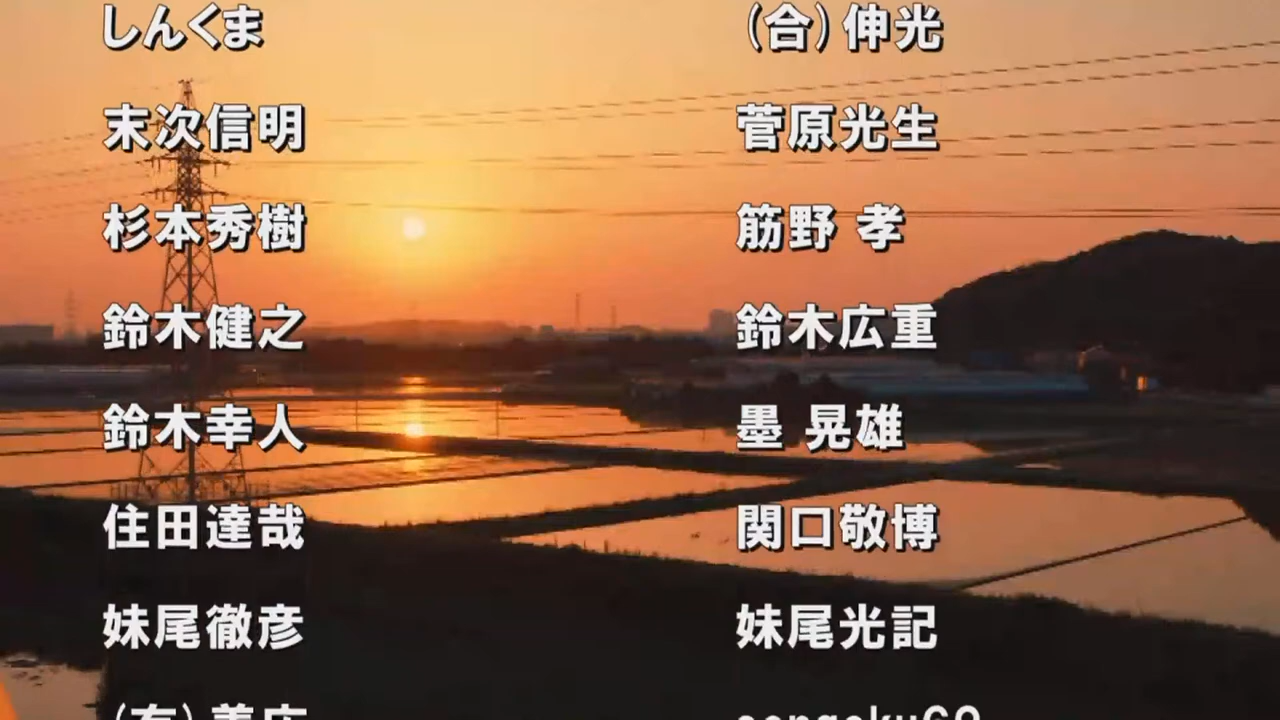 しんくま (合)伸光
末次信明 菅原光生
杉本秀樹 筋野 孝
鈴木健之 鈴木広重
鈴木幸人 墨 晃雄
住田達哉 関口敬博
妹尾徹彦 妹尾光記